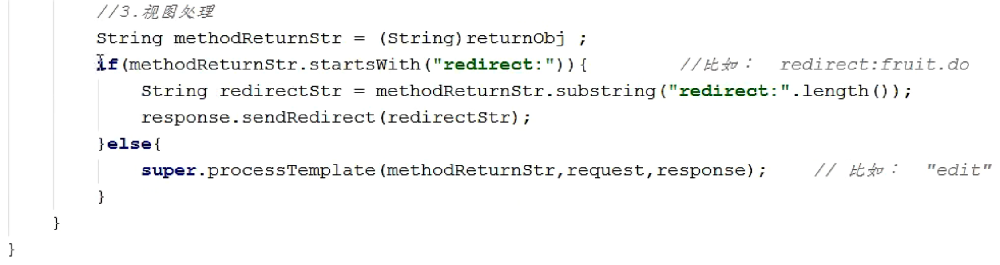 //3.视图处理
String methodReturnStr = (String)returnObj ;
if(methodReturnStr.startsWith("redirect:")){        //比如：  redirect:fruit.do
    String redirectStr = methodReturnStr.substring("redirect:".length());
    response.sendRedirect(redirectStr);
}else{
    super.processTemplate(methodReturnStr,request,response);    // 比如：  "edit"
}
}
}